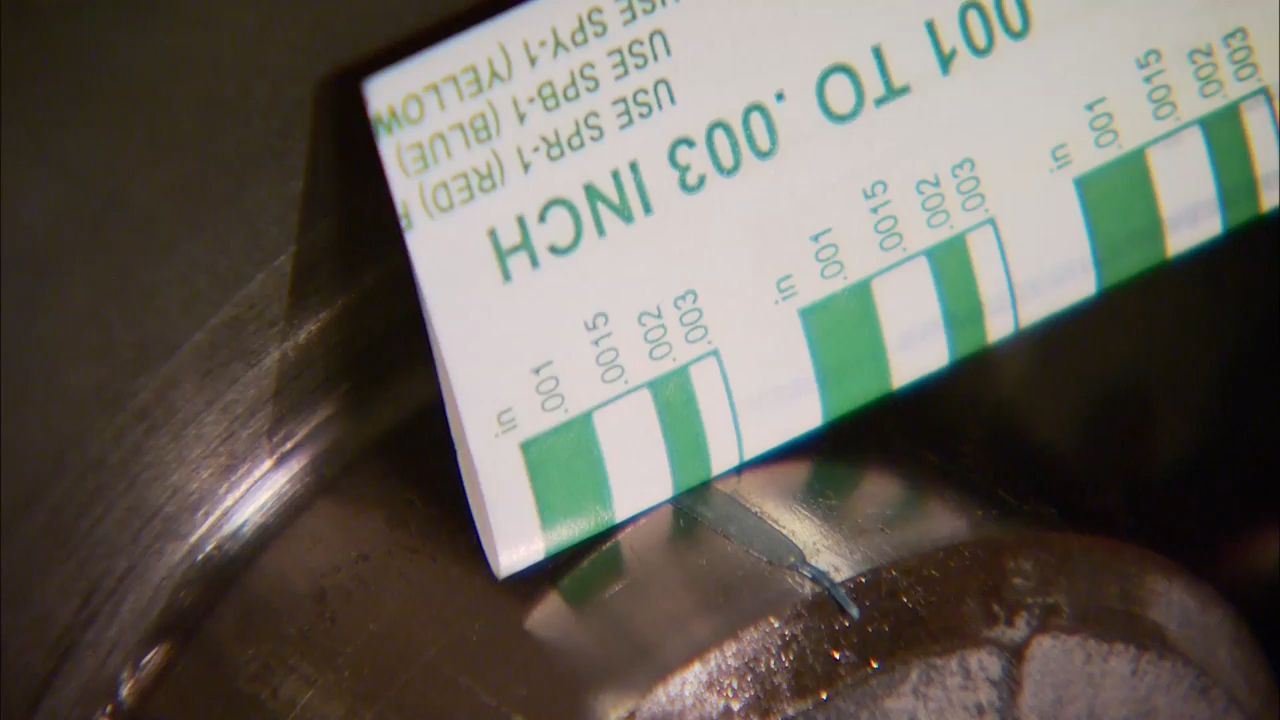 in .001 .0015 .002 .003
in .001 .0015 .002 .003
in .001 .0015 .002 .003
001 TO .003 INCH
USE SPR-1 (RED) F
USE SPB-1 (BLUE)
USE SPY-1 (YELLOW